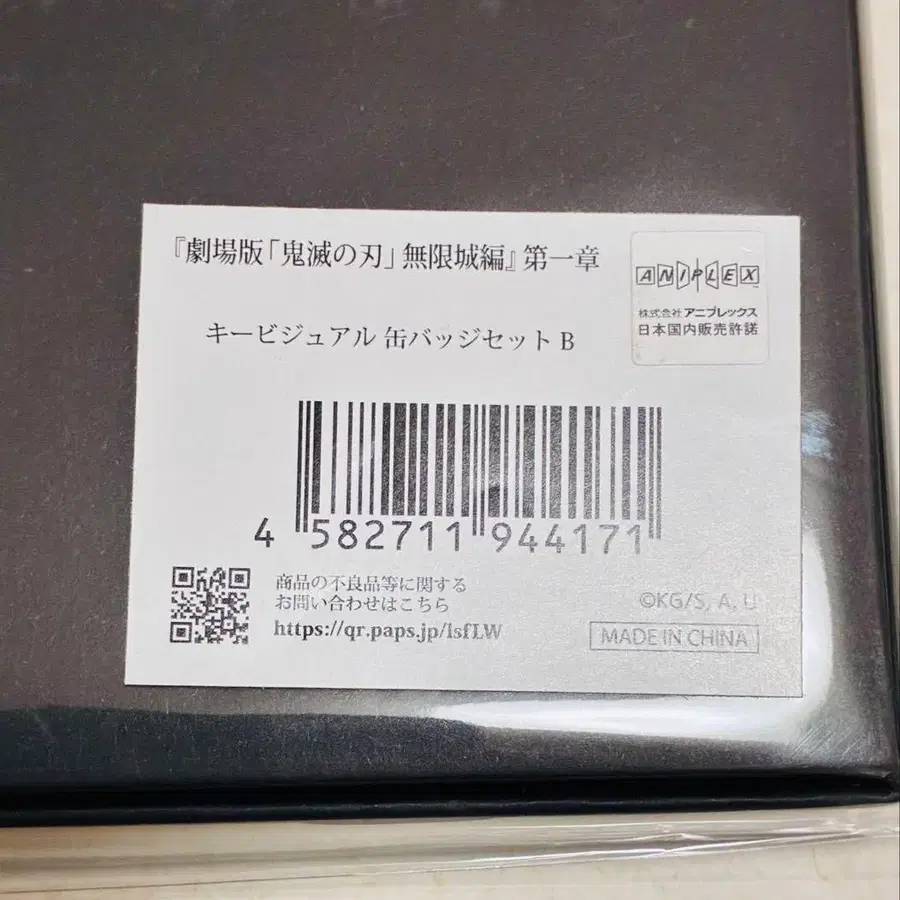 『劇場版「鬼滅の刃」無限城編』第一章
キービジュアル 缶バッジセット B
ANIPLEX
株式会社 アニプレックス
日本国内販売許諾
4 582711 944171
商品の不良品等に関する
お問い合わせはこちら
https://qr.paps.jp/lsfLW
©KG/S, A, U
MADE IN CHINA